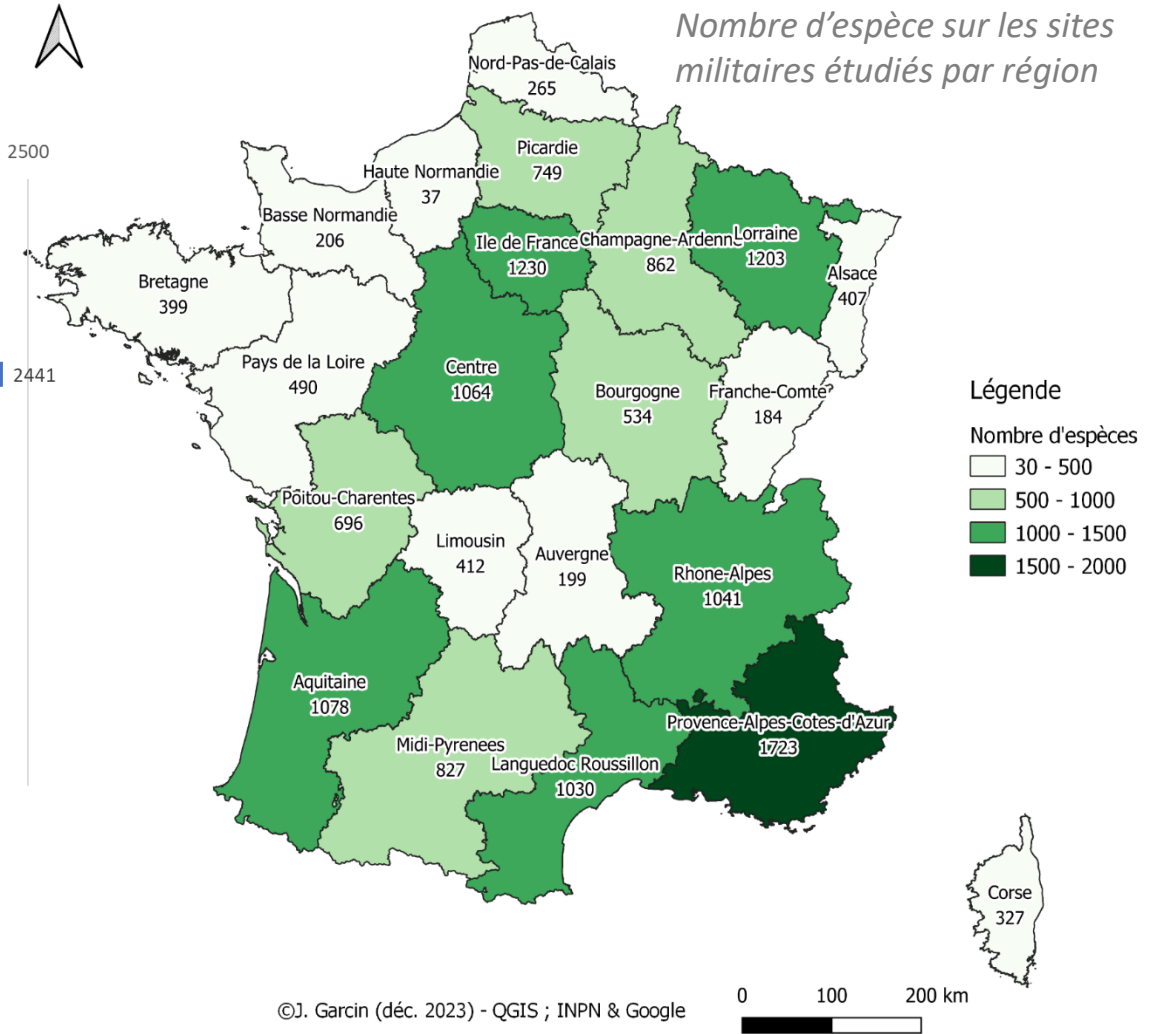 Nombre d'espèce sur les sites
militaires étudiés par région
Nord-Pas-de-Calais
265
2500
Picardie
749
Haute Normandie
37
Basse Normandie
206
Ile de France
1230
Champagne-Ardenn
862
Lorraine
1203
Alsace
407
Bretagne
399
Pays de la Loire
490
2441
Centre
1064
Bourgogne
534
Franche-Comte?
184
Légende
Nombre d'espèces
30 - 500
500 - 1000
1000 - 1500
1500 - 2000
Poitou-Charentes
696
Limousin
412
Auvergne
199
Rhone-Alpes
1041
Aquitaine
1078
Midi-Pyrenees
827
Languedoc Roussillon
1030
Provence-Alpes-Cotes-d'Azur
1723
Corse
327
©J. Garcin (déc. 2023) - QGIS ; INPN & Google
0 100 200 km